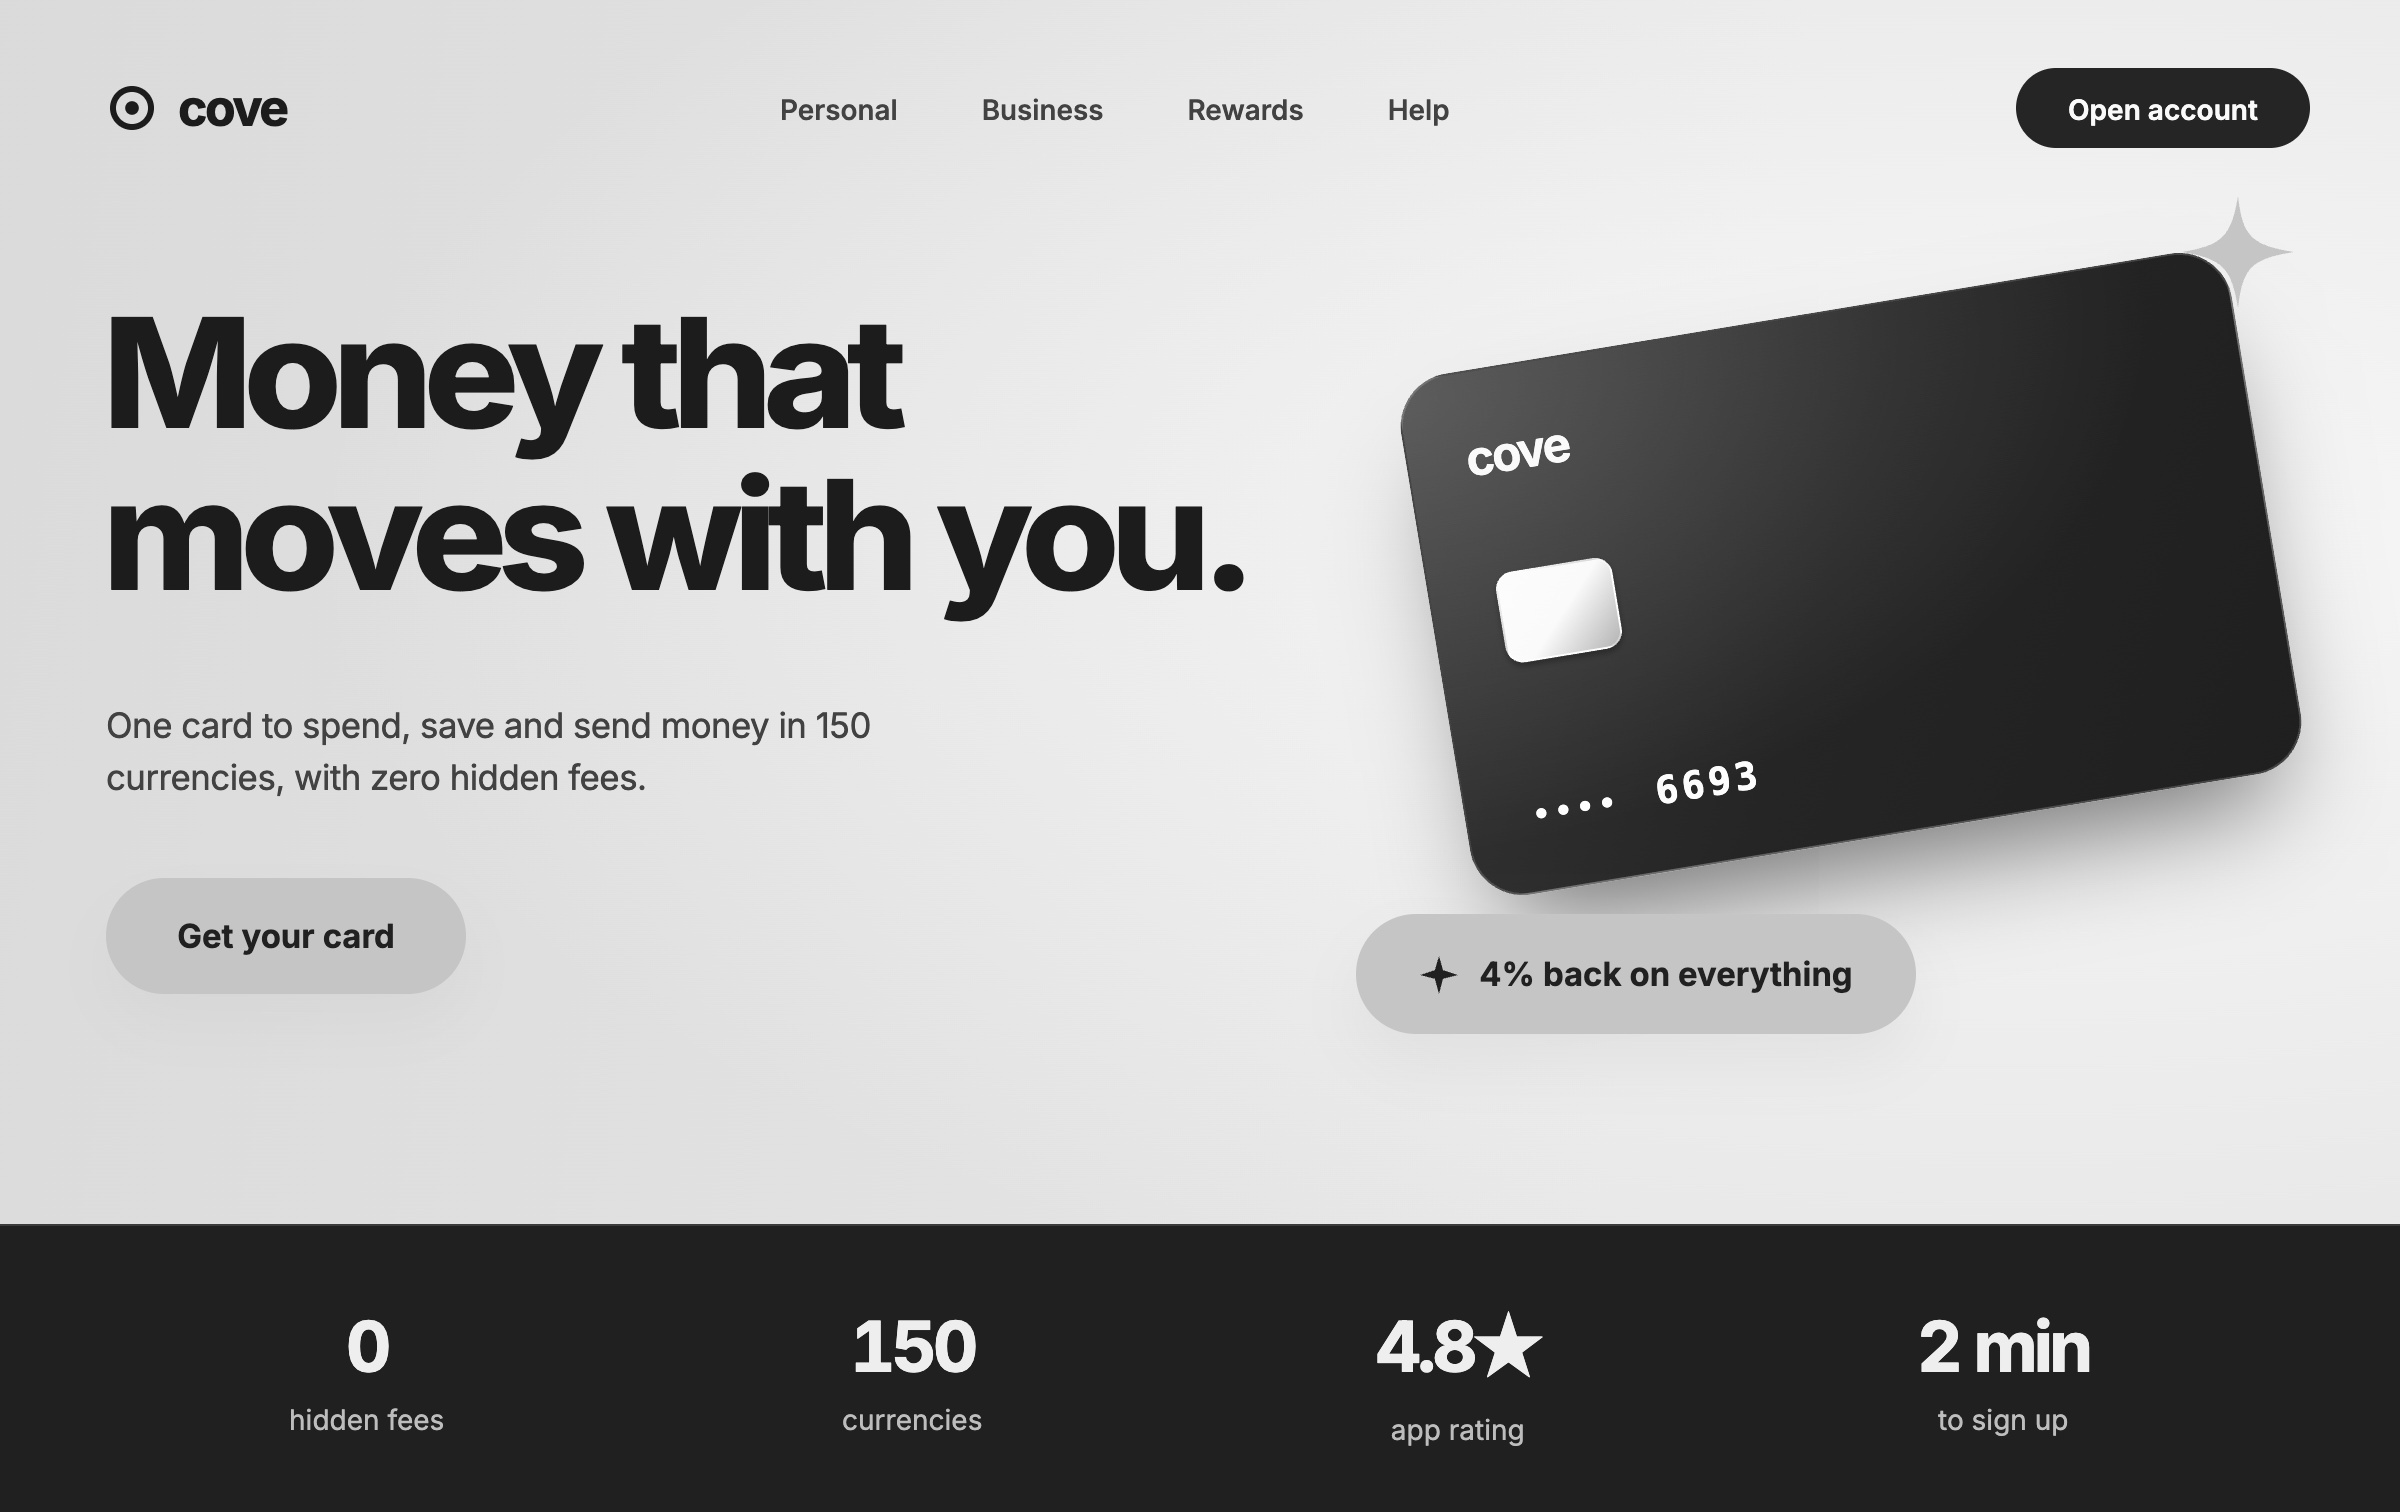 cove
Personal
Business
Rewards
Help
Open account
Money that
moves with you.
One card to spend, save and send money in 150
currencies, with zero hidden fees.
Get your card
cove
•••• 6693
4% back on everything
0
hidden fees
150
currencies
4.8★
app rating
2 min
to sign up